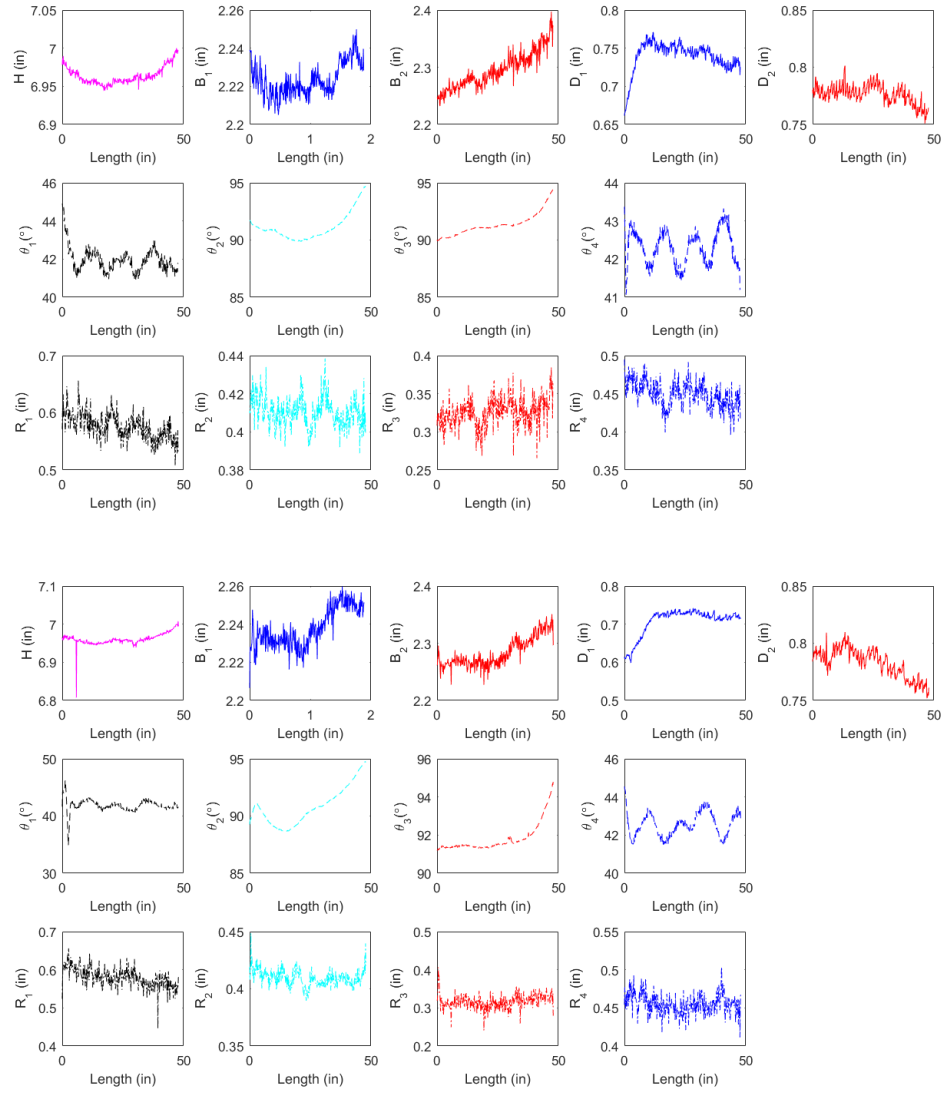 7.05 2.26 2.4 0.8 0.85
H (in) 7 B1 (in) 2.24 B2 (in) 2.3 D1 (in) 0.75 D2 (in) 0.8
6.95 2.22 0.7
6.9 2.2 2.2 0.65 0.75
0 50 0 1 2 0 50 0 50 0 50
Length (in) Length (in) Length (in) Length (in) Length (in)
46 95 95 44
θ1(°) 44 θ2(°) 90 θ3(°) 90 θ4(°) 43
42 42
40 85 85 41
0 50 0 50 0 50 0 50
Length (in) Length (in) Length (in) Length (in)
0.7 0.44 0.4 0.5
R1 (in) 0.6 R2 (in) 0.42 R3 (in) 0.35 R4 (in) 0.45
0.4 0.3 0.4
0.5 0.38 0.25 0.35
0 50 0 50 0 50 0 50
Length (in) Length (in) Length (in) Length (in)
7.1 2.26 2.4 0.8 0.85
H (in) 7 B1 (in) 2.24 B2 (in) 2.3 D1 (in) 0.7 D2 (in) 0.8
6.9 2.22 0.6
6.8 2.2 2.2 0.5 0.75
0 50 0 1 2 0 50 0 50 0 50
Length (in) Length (in) Length (in) Length (in) Length (in)
50 95 96 46
θ1(°) 40 θ2(°) 90 θ3(°) 94 θ4(°) 44
92 42
30 85 90 40
0 50 0 50 0 50 0 50
Length (in) Length (in) Length (in) Length (in)
0.7 0.45 0.5 0.55
R1 (in) 0.6 R2 (in) 0.4 R3 (in) 0.4 R4 (in) 0.5
0.5 0.3 0.45
0.4 0.35 0.2 0.4
0 50 0 50 0 50 0 50
Length (in) Length (in) Length (in) Length (in)